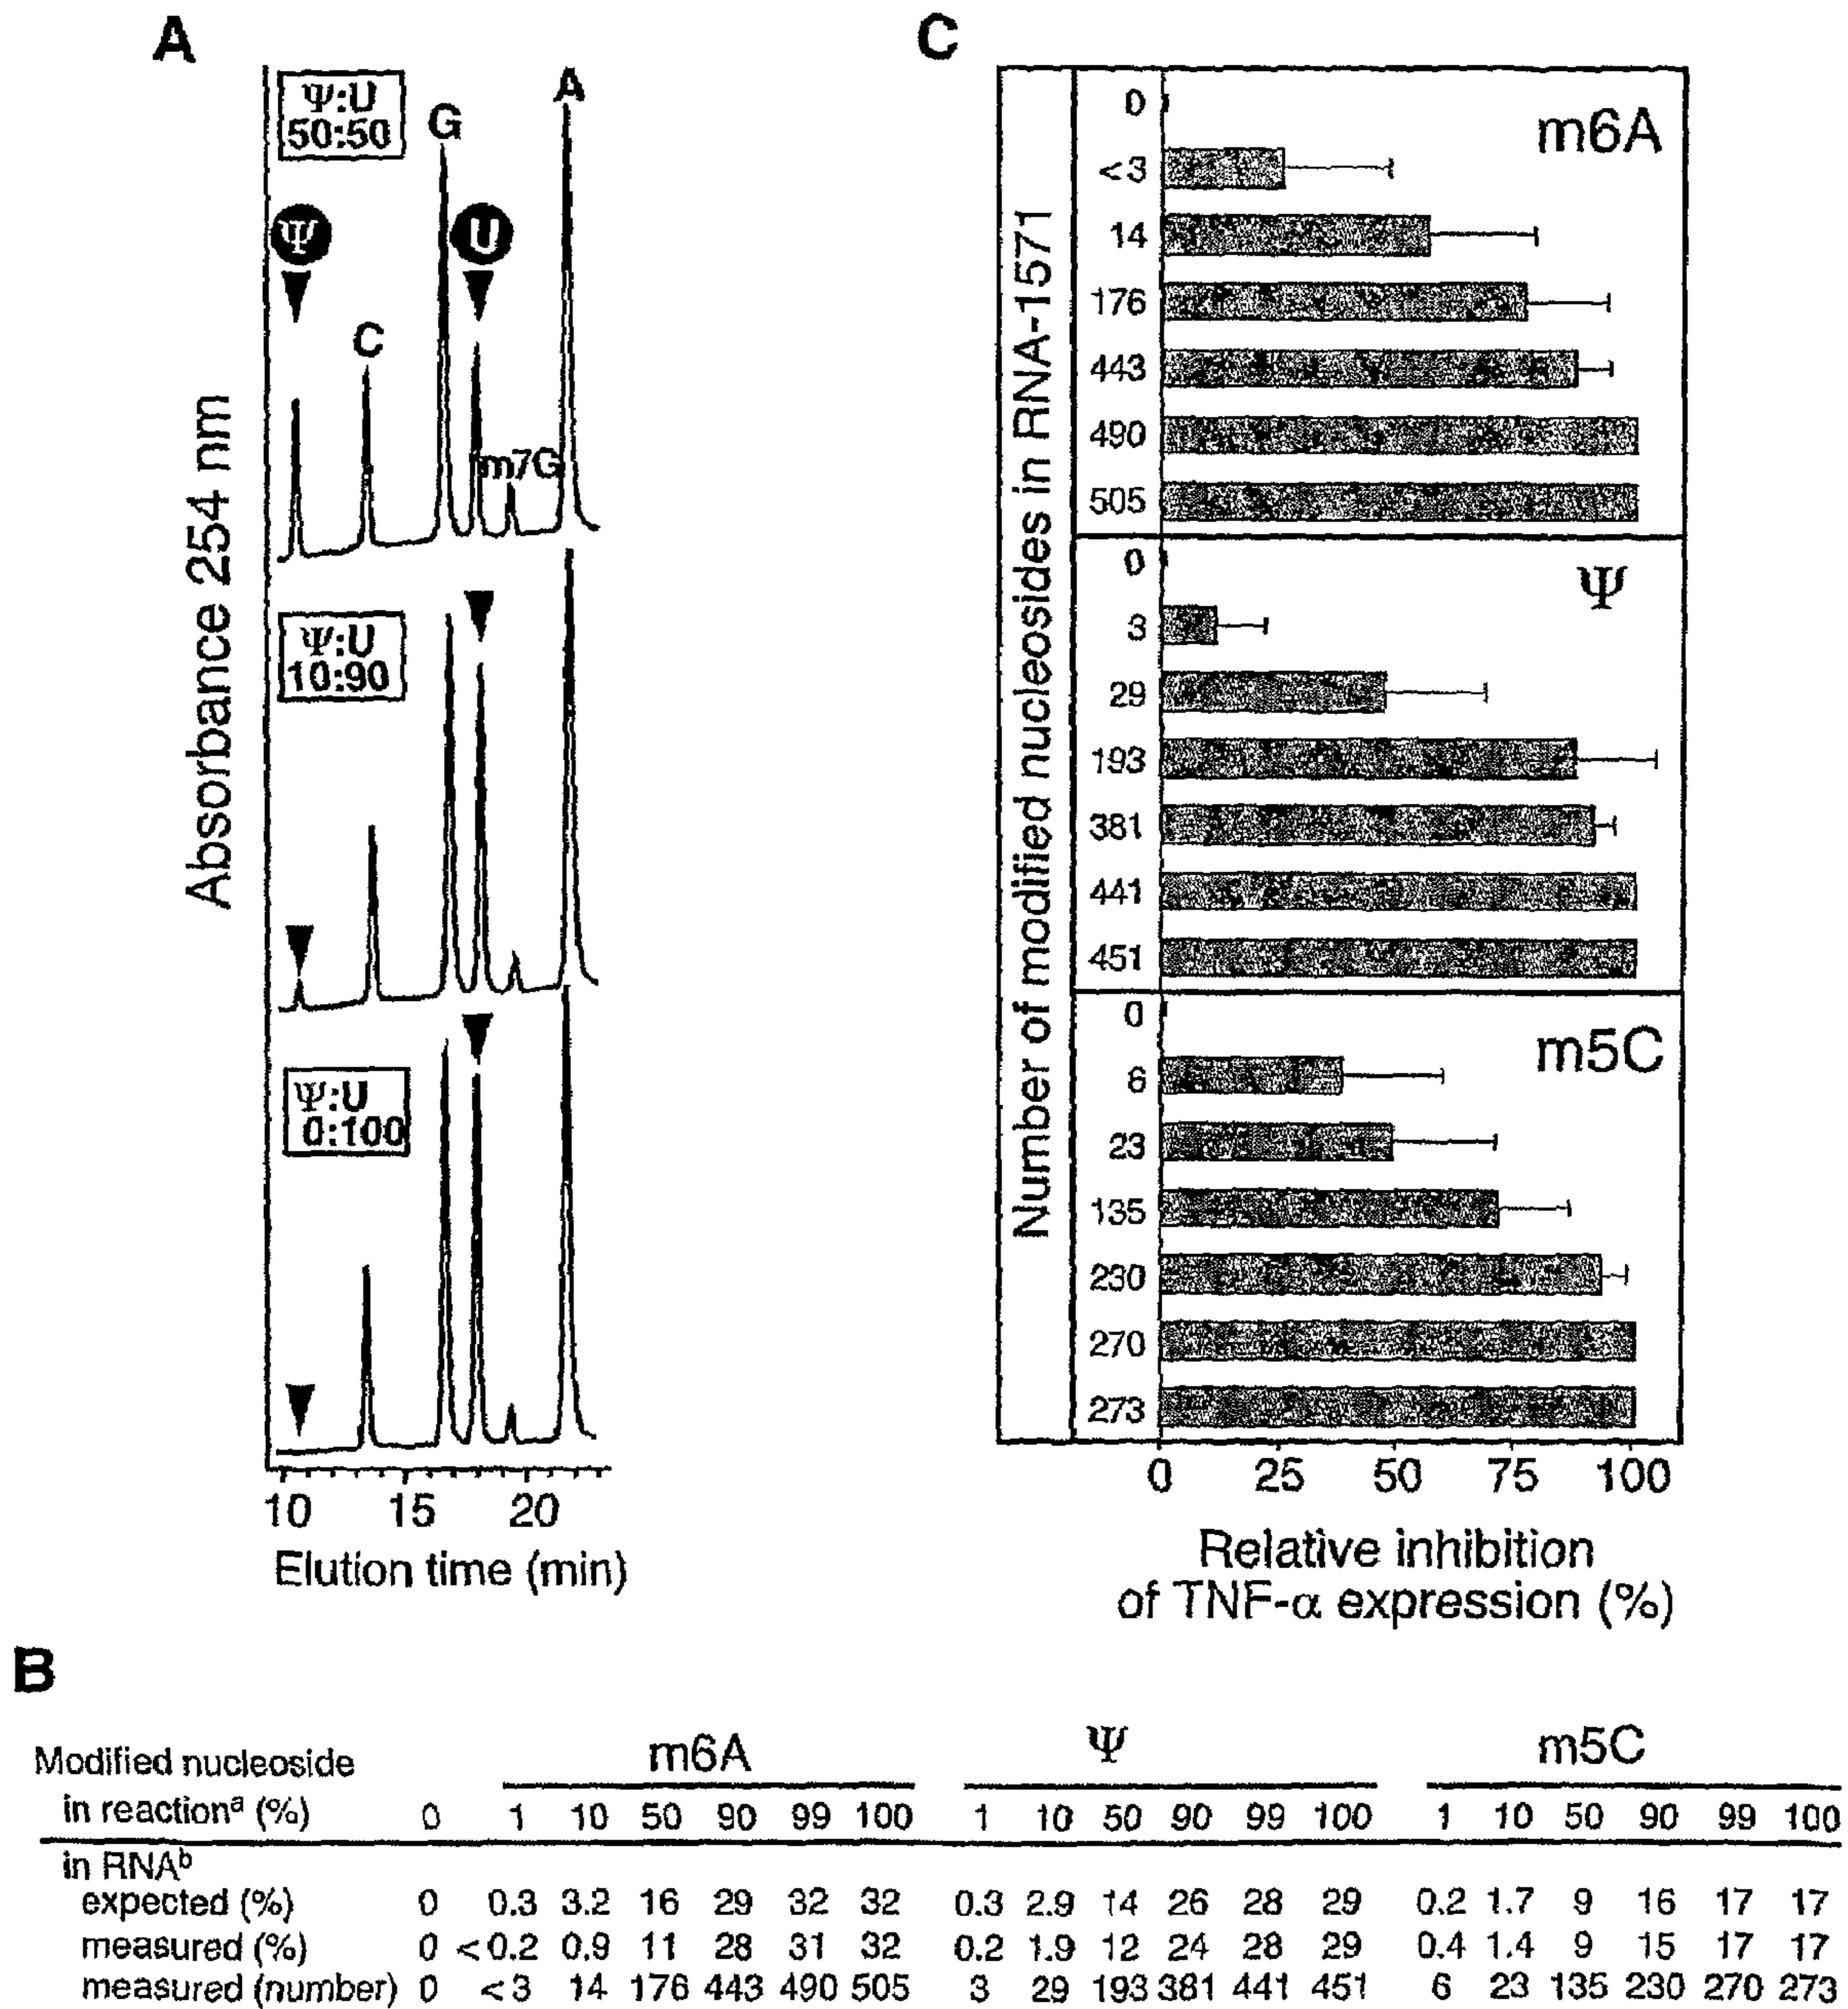 A
Absorbance 254 nm
Ψ:U
50:50
Ψ
C
G
U
m7G
A
Ψ:U
10:90
Ψ:U
0:100
10 15 20
Elution time (min)
C
Number of modified nucleosides in RNA-1571
m6A
0
<3
14
176
443
490
505
Ψ
0
3
29
193
381
441
451
m5C
0
6
23
135
230
270
273
0 25 50 75 100
Relative inhibition
of TNF-α expression (%)
B
Modified nucleoside m6A Ψ m5C
in reactionª (%) 0 1 10 50 90 99 100 1 10 50 90 99 100 1 10 50 90 99 100
in RNAᵇ
expected (%) 0 0.3 3.2 16 29 32 32 0.3 2.9 14 26 28 29 0.2 1.7 9 16 17 17
measured (%) 0 <0.2 0.9 11 28 31 32 0.2 1.9 12 24 28 29 0.4 1.4 9 15 17 17
measured (number) 0 <3 14 176 443 490 505 3 29 193 381 441 451 6 23 135 230 270 273